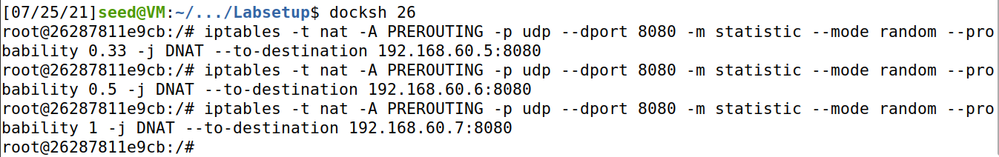 [07/25/21]seed@VM:~/.../Labsetup$ docksh 26
root@26287811e9cb:/# iptables -t nat -A PREROUTING -p udp --dport 8080 -m statistic --mode random --pro
bability 0.33 -j DNAT --to-destination 192.168.60.5:8080
root@26287811e9cb:/# iptables -t nat -A PREROUTING -p udp --dport 8080 -m statistic --mode random --pro
bability 0.5 -j DNAT --to-destination 192.168.60.6:8080
root@26287811e9cb:/# iptables -t nat -A PREROUTING -p udp --dport 8080 -m statistic --mode random --pro
bability 1 -j DNAT --to-destination 192.168.60.7:8080
root@26287811e9cb:/#